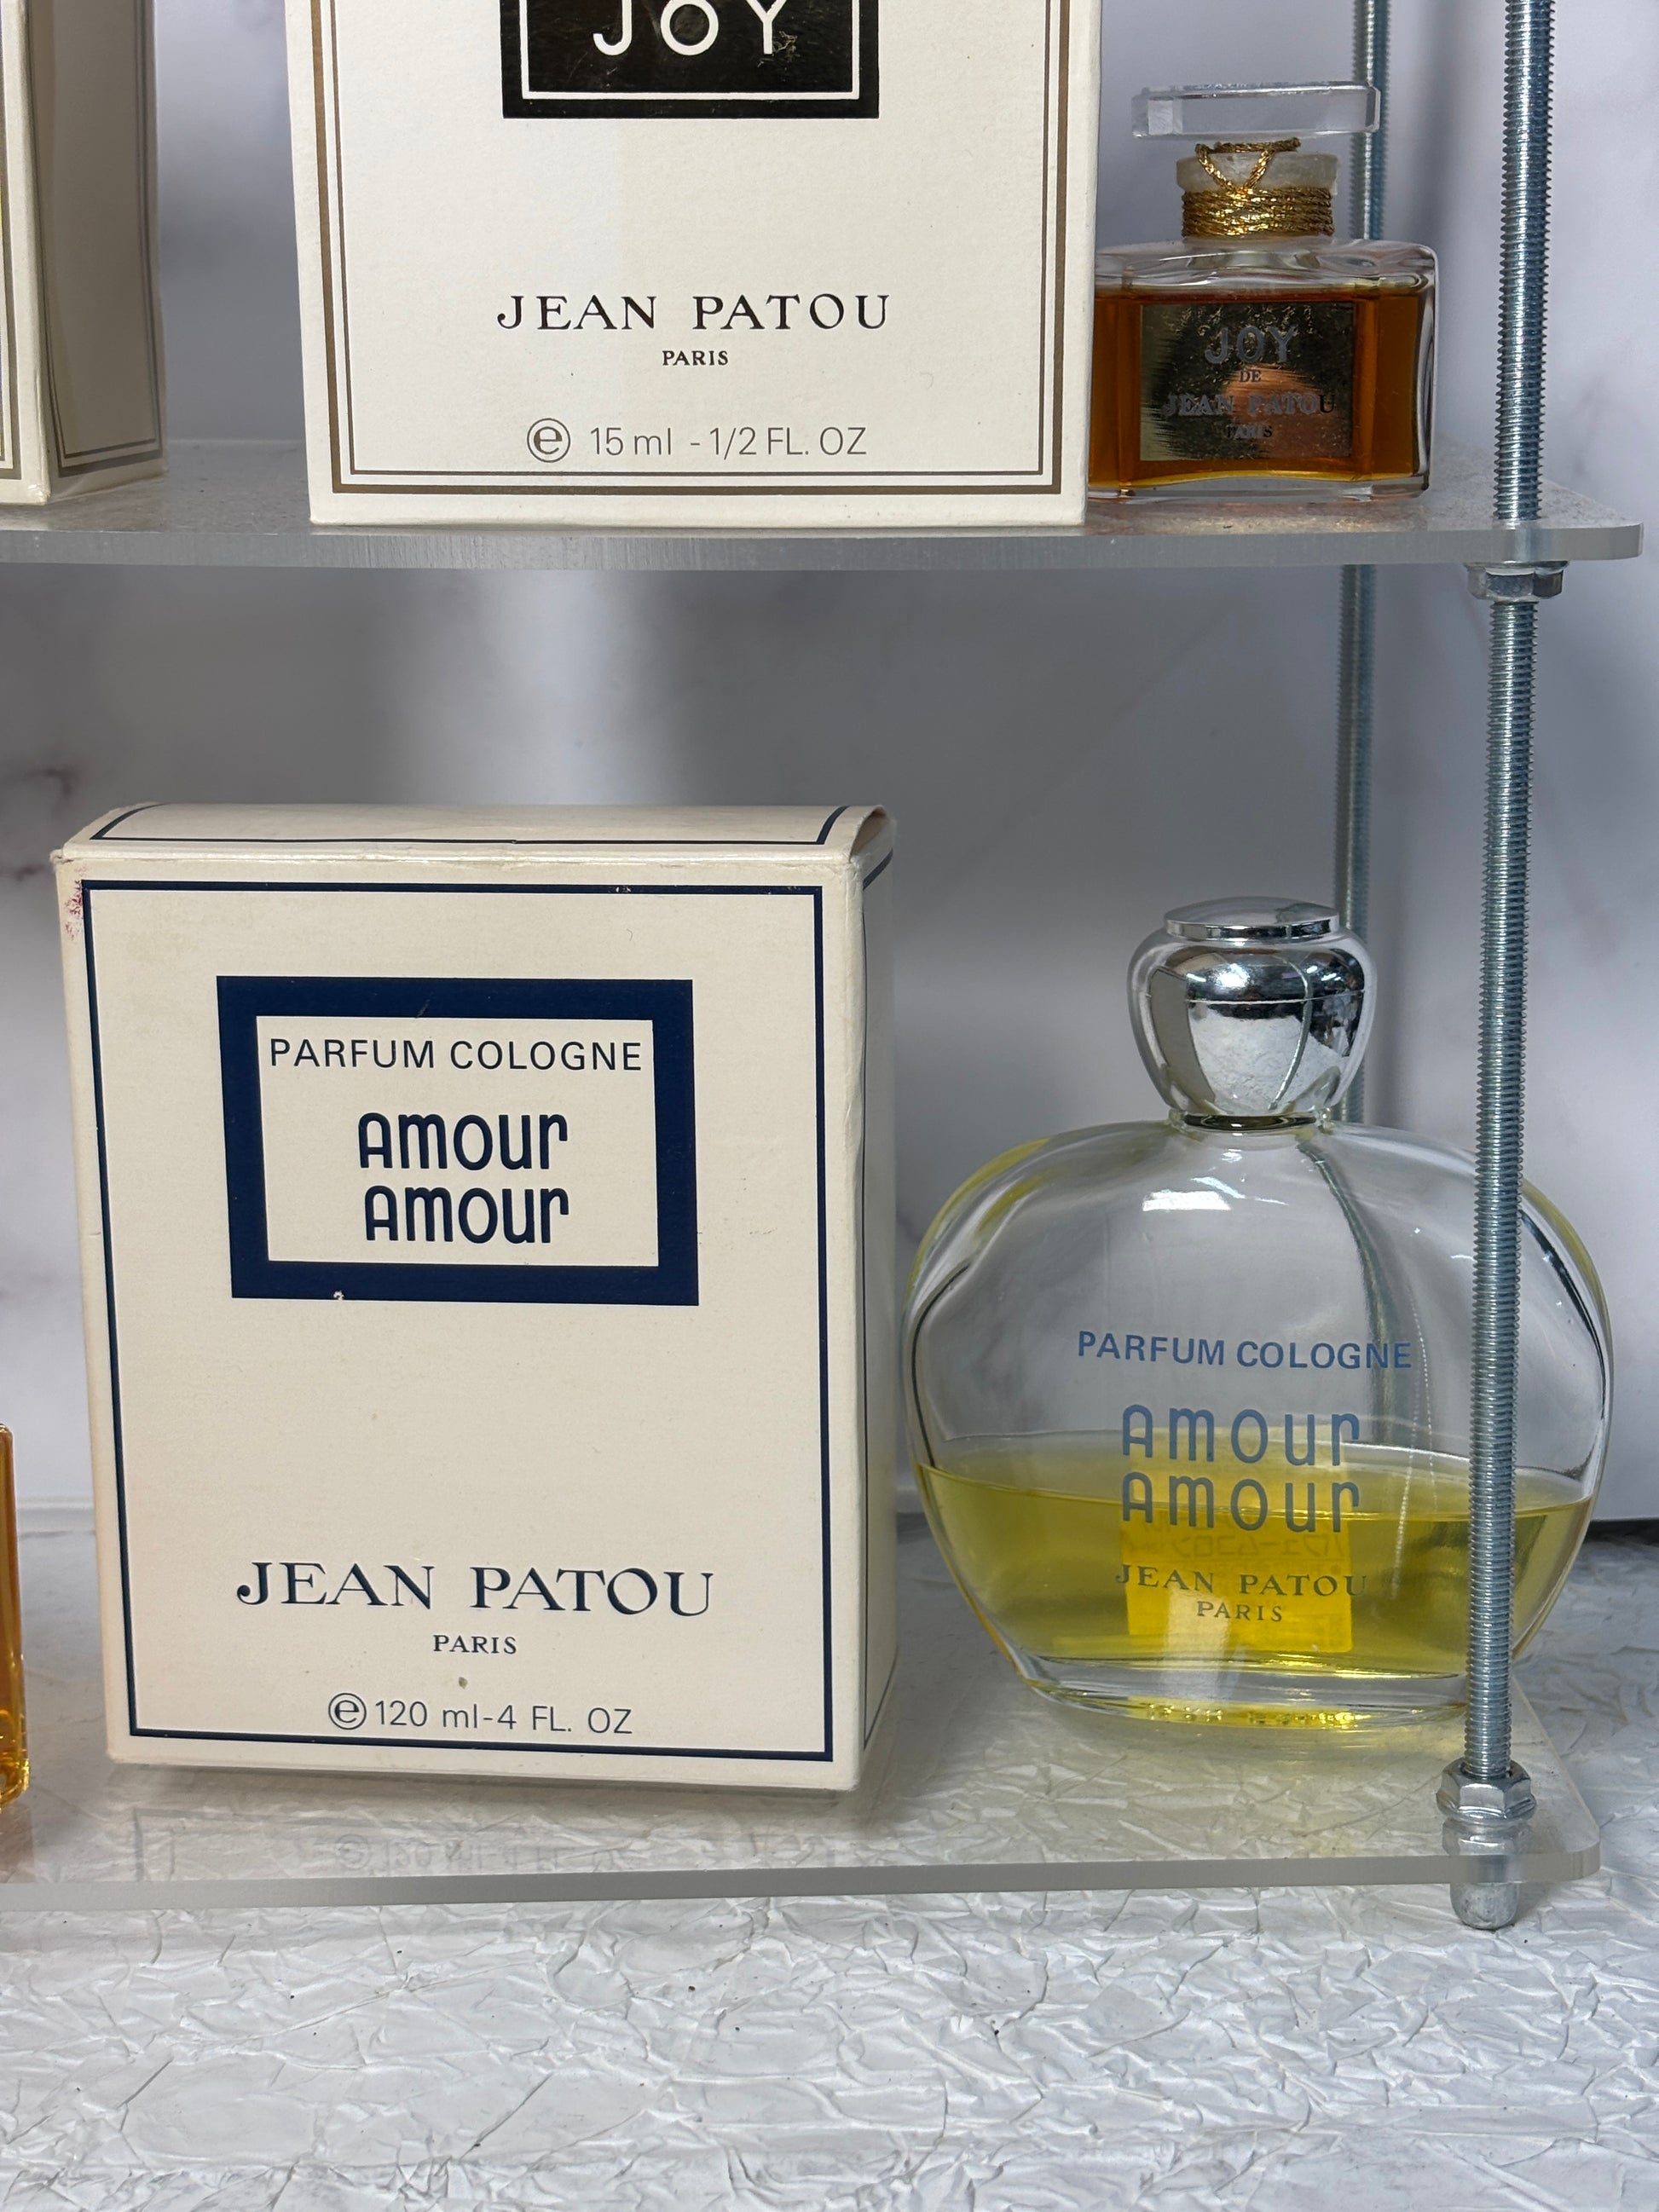 JOY
JEAN PATOU
PARIS
e 15 ml - 1/2 FL. OZ
JOY
DE
JEAN PATOU
PARIS
PARFUM COLOGNE
Amour
Amour
JEAN PATOU
PARIS
e 120 ml-4 FL. OZ
PARFUM COLOGNE
Amour
Amour
JEAN PATOU
PARIS